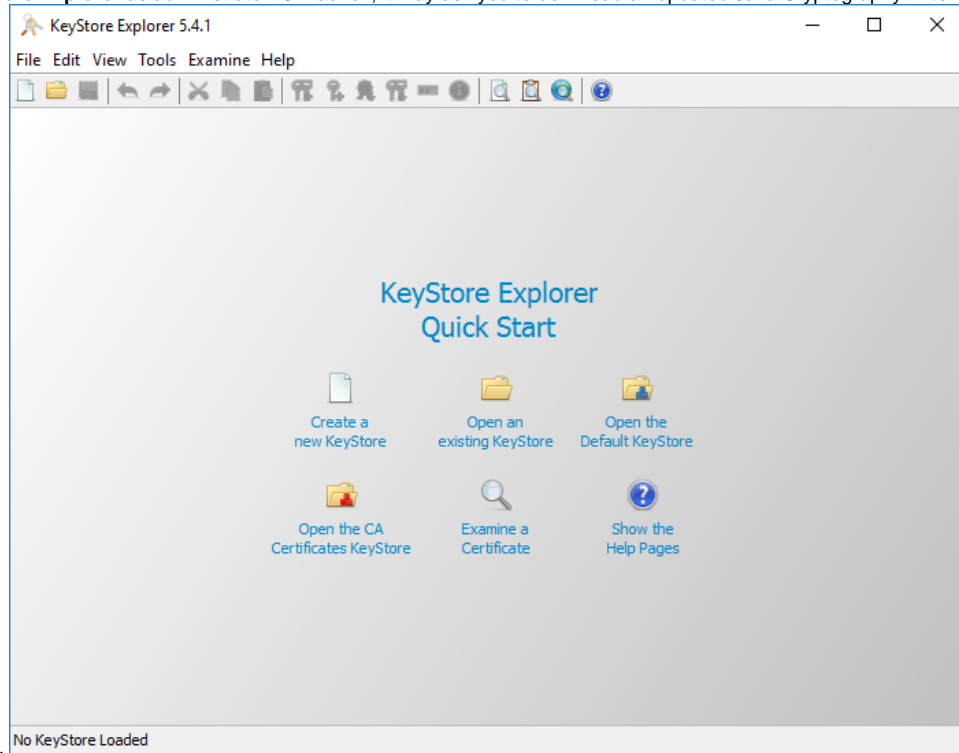 KeyStore Explorer 5.4.1
File Edit View Tools Examine Help
KeyStore Explorer
Quick Start
Create a
new KeyStore
Open an
existing KeyStore
Open the
Default KeyStore
Open the CA
Certificates KeyStore
Examine a
Certificate
Show the
Help Pages
No KeyStore Loaded